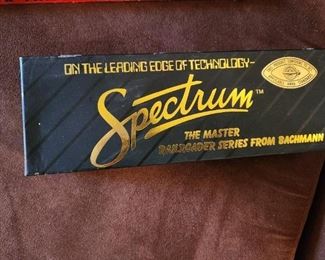 ON THE LEADING EDGE OF TECHNOLOGY-
Spectrum™
THE MASTER
RAILROADER SERIES FROM BACHMANN